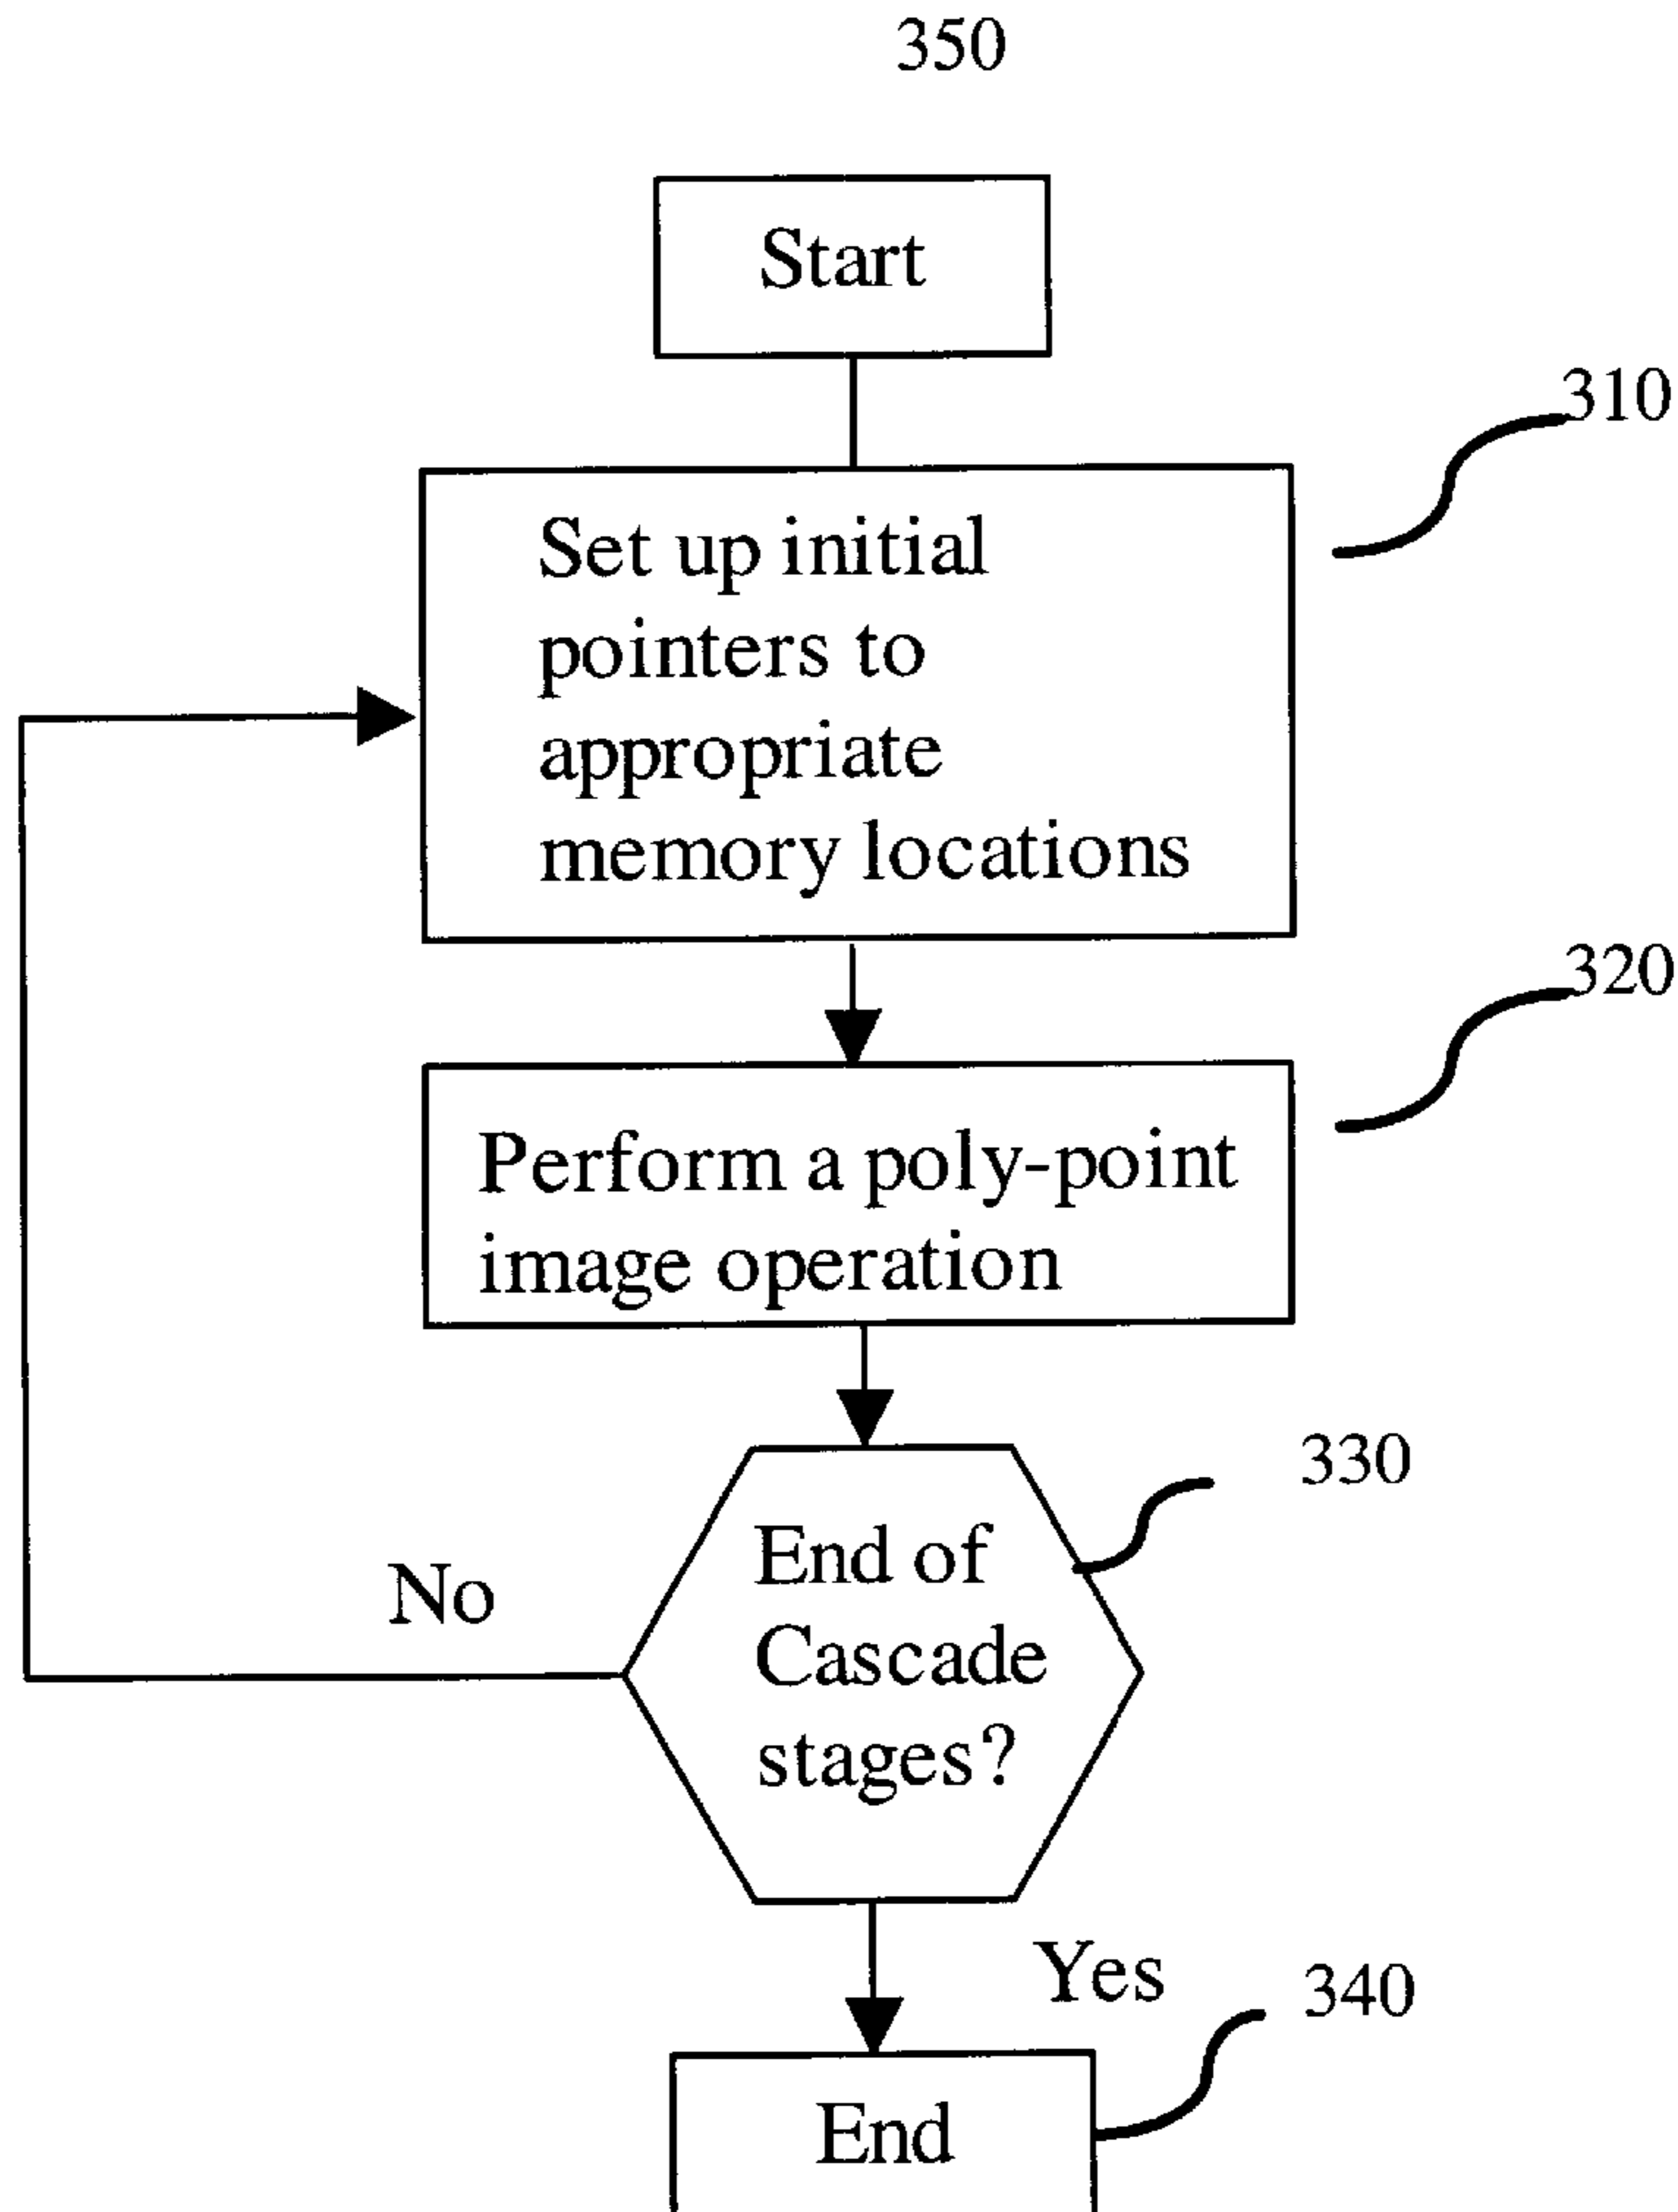 350
Start
310
Set up initial
pointers to
appropriate
memory locations
320
Perform a poly-point
image operation
330
End of
Cascade
stages?
No
Yes
340
End